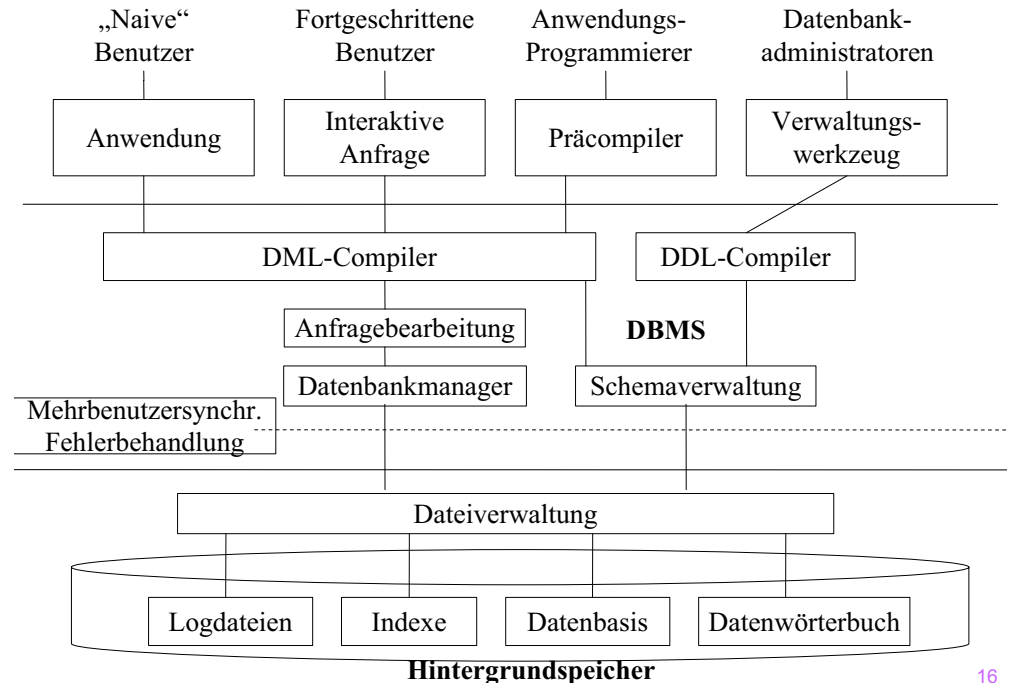 „Naive“
Benutzer
Fortgeschrittene
Benutzer
Anwendungs-
Programmierer
Datenbank-
administratoren
Anwendung
Interaktive
Anfrage
Präcompiler
Verwaltungs-
werkzeug
DML-Compiler
DDL-Compiler
Anfragebearbeitung
DBMS
Datenbankmanager
Schemaverwaltung
Mehrbenutzersynchr.
Fehlerbehandlung
Dateiverwaltung
Logdateien
Indexe
Datenbasis
Datenwörterbuch
Hintergrundspeicher
16